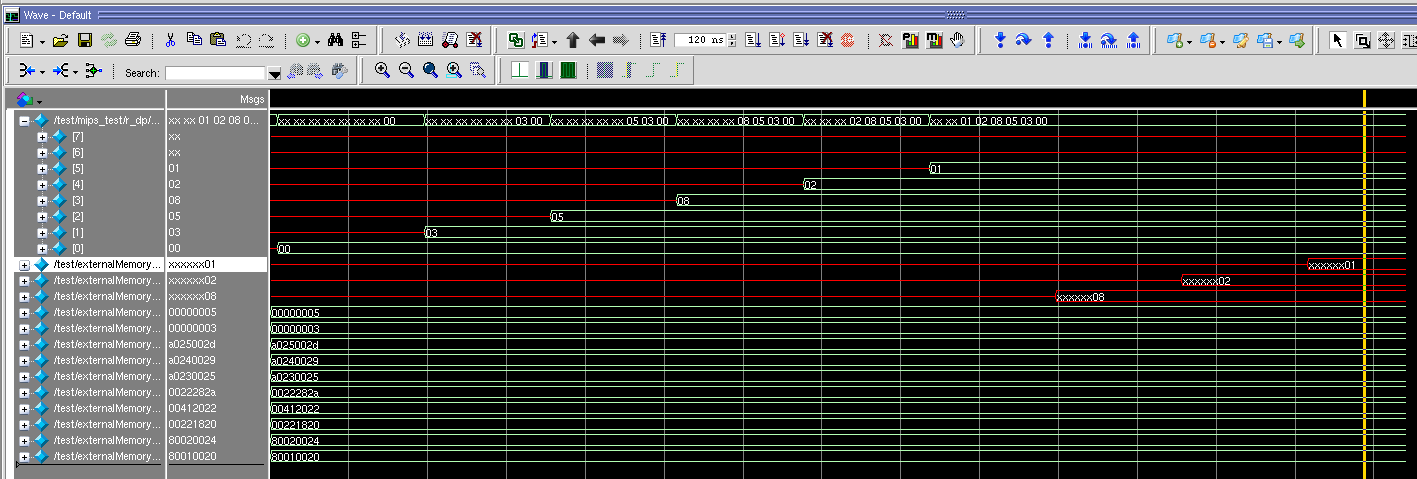 Wave - Default
120 ns
Search:
Msgs
/test/mips_test/r_dp/... xx xx 01 02 08 0... xx xx xx xx xx xx xx 00 xx xx xx xx xx xx 03 00 xx xx xx xx xx 05 03 00 xx xx xx xx 08 05 03 00 xx xx xx 02 08 05 03 00 xx xx 01 02 08 05 03 00
[7] xx
[6] xx
[5] 01 01
[4] 02 02
[3] 08 08
[2] 05 05
[1] 03 03
[0] 00 00
/test/externalMemory... xxxxxx01 xxxxxx01
/test/externalMemory... xxxxxx02 xxxxxx02
/test/externalMemory... xxxxxx08 xxxxxx08
/test/externalMemory... 00000005 00000005
/test/externalMemory... 00000003 00000003
/test/externalMemory... a025002d a025002d
/test/externalMemory... a0240029 a0240029
/test/externalMemory... a0230025 a0230025
/test/externalMemory... 0022282a 0022282a
/test/externalMemory... 00412022 00412022
/test/externalMemory... 00221820 00221820
/test/externalMemory... 80020024 80020024
/test/externalMemory... 80010020 80010020